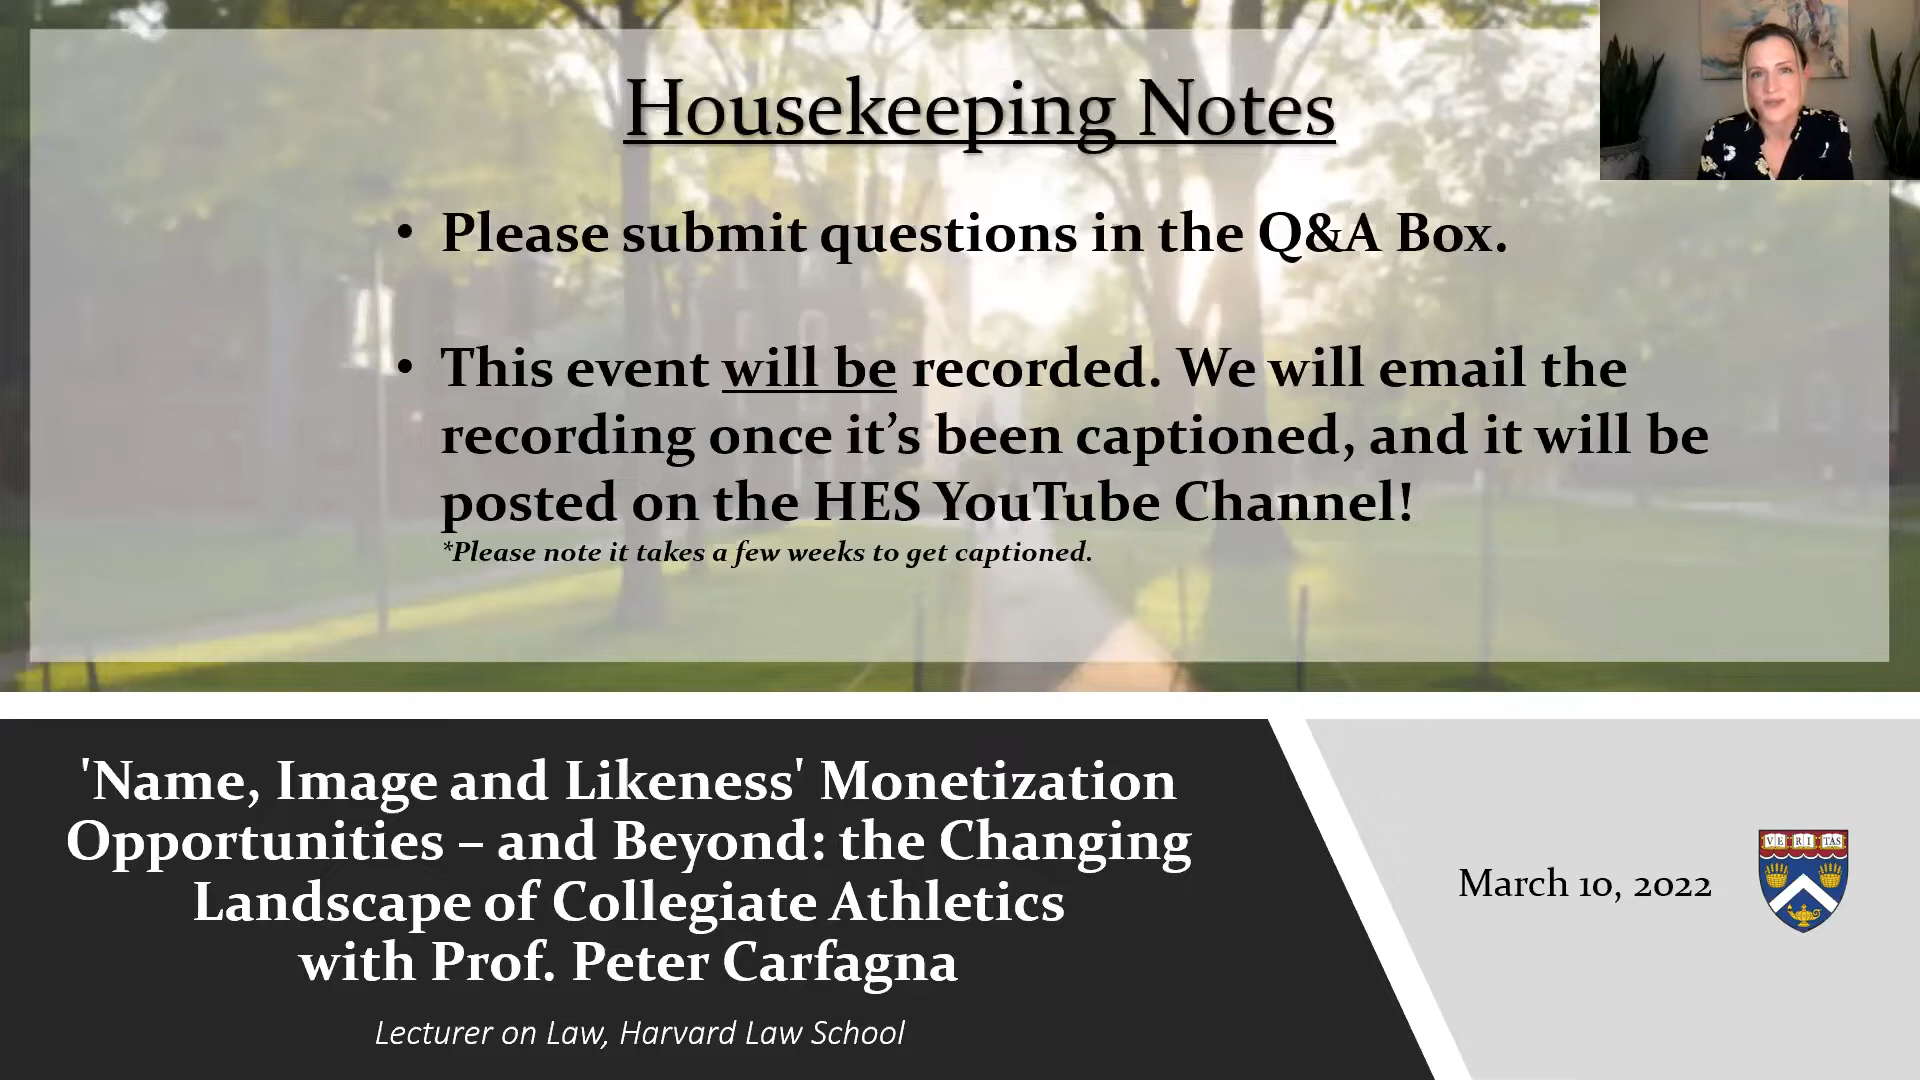 Housekeeping Notes
• Please submit questions in the Q&A Box.
• This event will be recorded. We will email the
recording once it’s been captioned, and it will be
posted on the HES YouTube Channel!
*Please note it takes a few weeks to get captioned.
'Name, Image and Likeness' Monetization
Opportunities – and Beyond: the Changing
Landscape of Collegiate Athletics
with Prof. Peter Carfagna
Lecturer on Law, Harvard Law School
March 10, 2022
VE RI TAS